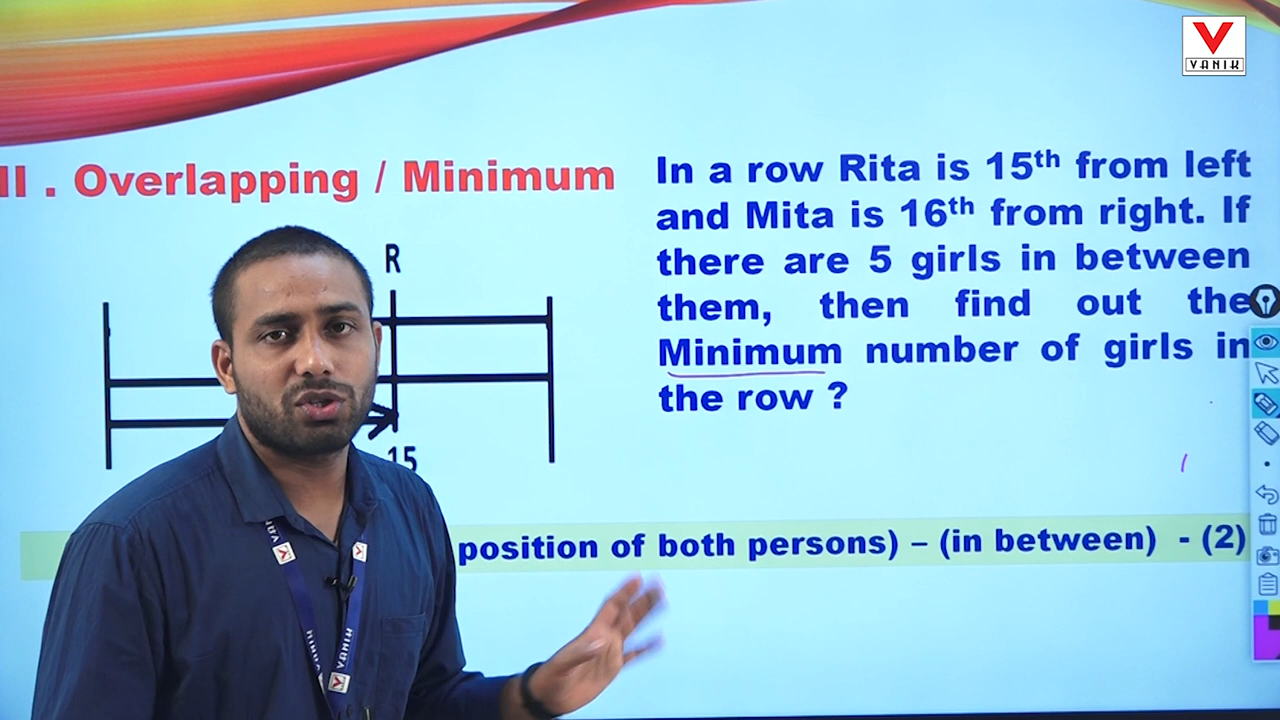 VANIK
II . Overlapping / Minimum
In a row Rita is 15th from left
and Mita is 16th from right. If
there are 5 girls in between
them, then find out the
Minimum number of girls in
the row ?
R
15
position of both persons) – (in between) - (2)
VANIK
VANIK